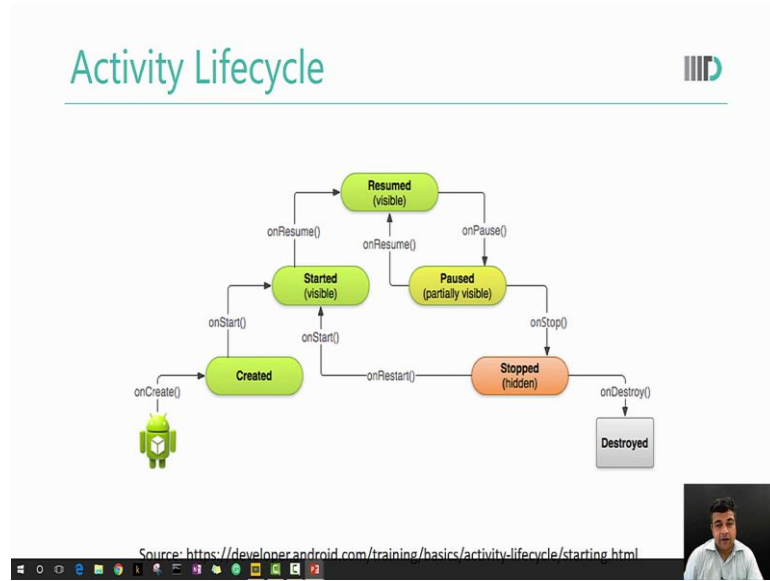 Activity Lifecycle
Resumed
(visible)
onResume()
onResume()
onPause()
Started
(visible)
Paused
(partially visible)
onStart()
onStart()
onStop()
Created
onRestart()
Stopped
(hidden)
onCreate()
onDestroy()
Destroyed
Source: https://developer.android.com/training/basics/activity-lifecycle/starting.html